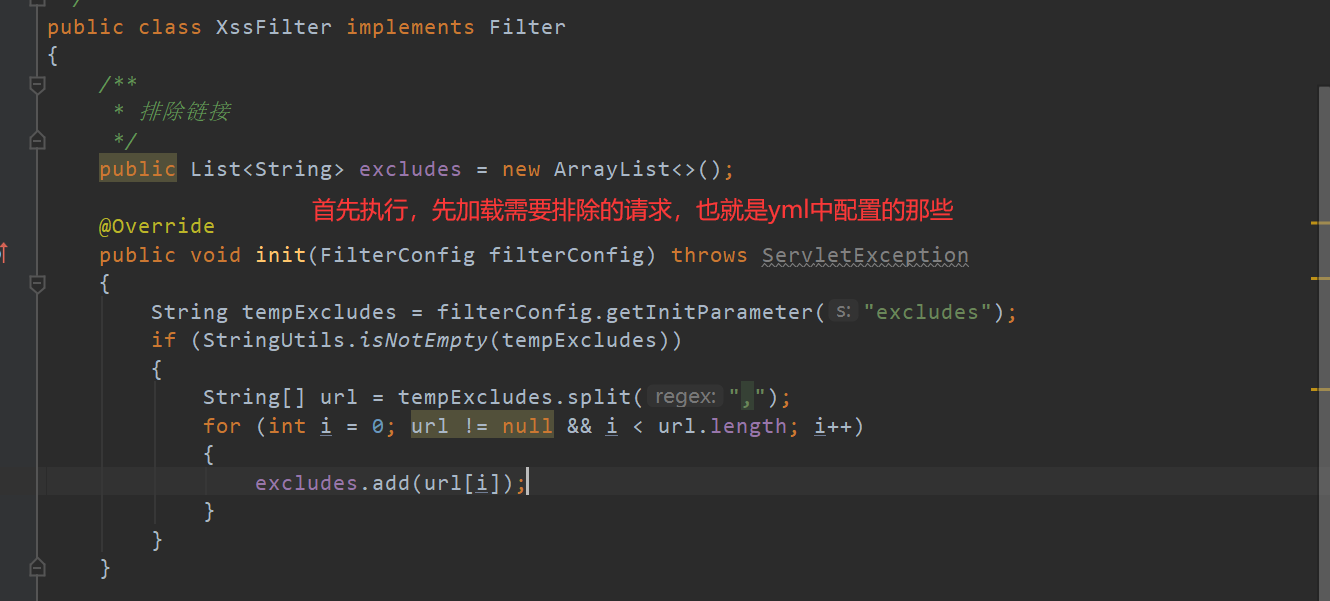 public class XssFilter implements Filter
{
/**
* 排除链接
*/
public List<String> excludes = new ArrayList<>();
首先执行，先加载需要排除的请求，也就是yml中配置的那些
@Override
public void init(FilterConfig filterConfig) throws ServletException
{
String tempExcludes = filterConfig.getInitParameter( s: "excludes");
if (StringUtils.isNotEmpty(tempExcludes))
{
String[] url = tempExcludes.split( regex: ",");
for (int i = 0; url != null && i < url.length; i++)
{
excludes.add(url[i]);
}
}
}